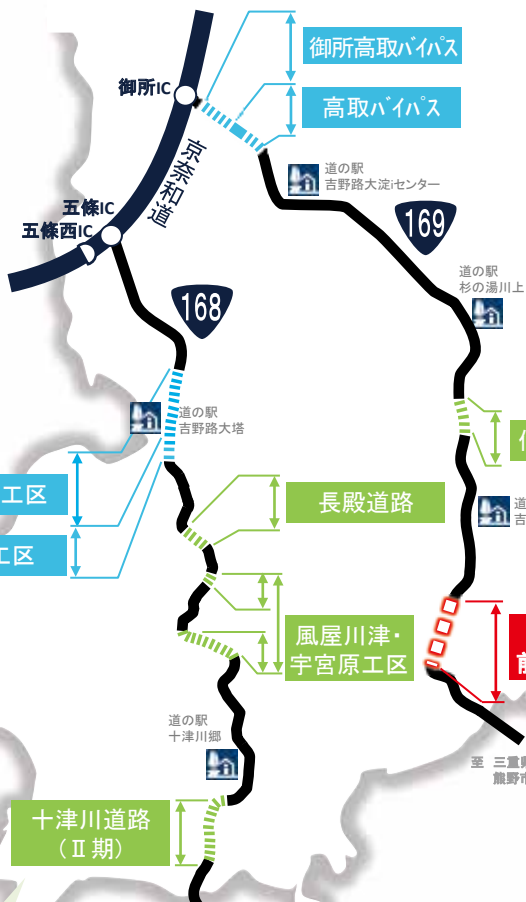 御所高取バイパス
御所IC
高取バイパス
京奈和道
道の駅
吉野路大淀iセンター
五條IC
五條西IC
169
道の駅
杉の湯川上
168
道の駅
吉野路大塔
工区
長殿道路
工区
風屋川津・
宇宮原工区
道の駅
十津川郷
至 三重県
熊野市
十津川道路
（Ⅱ期）